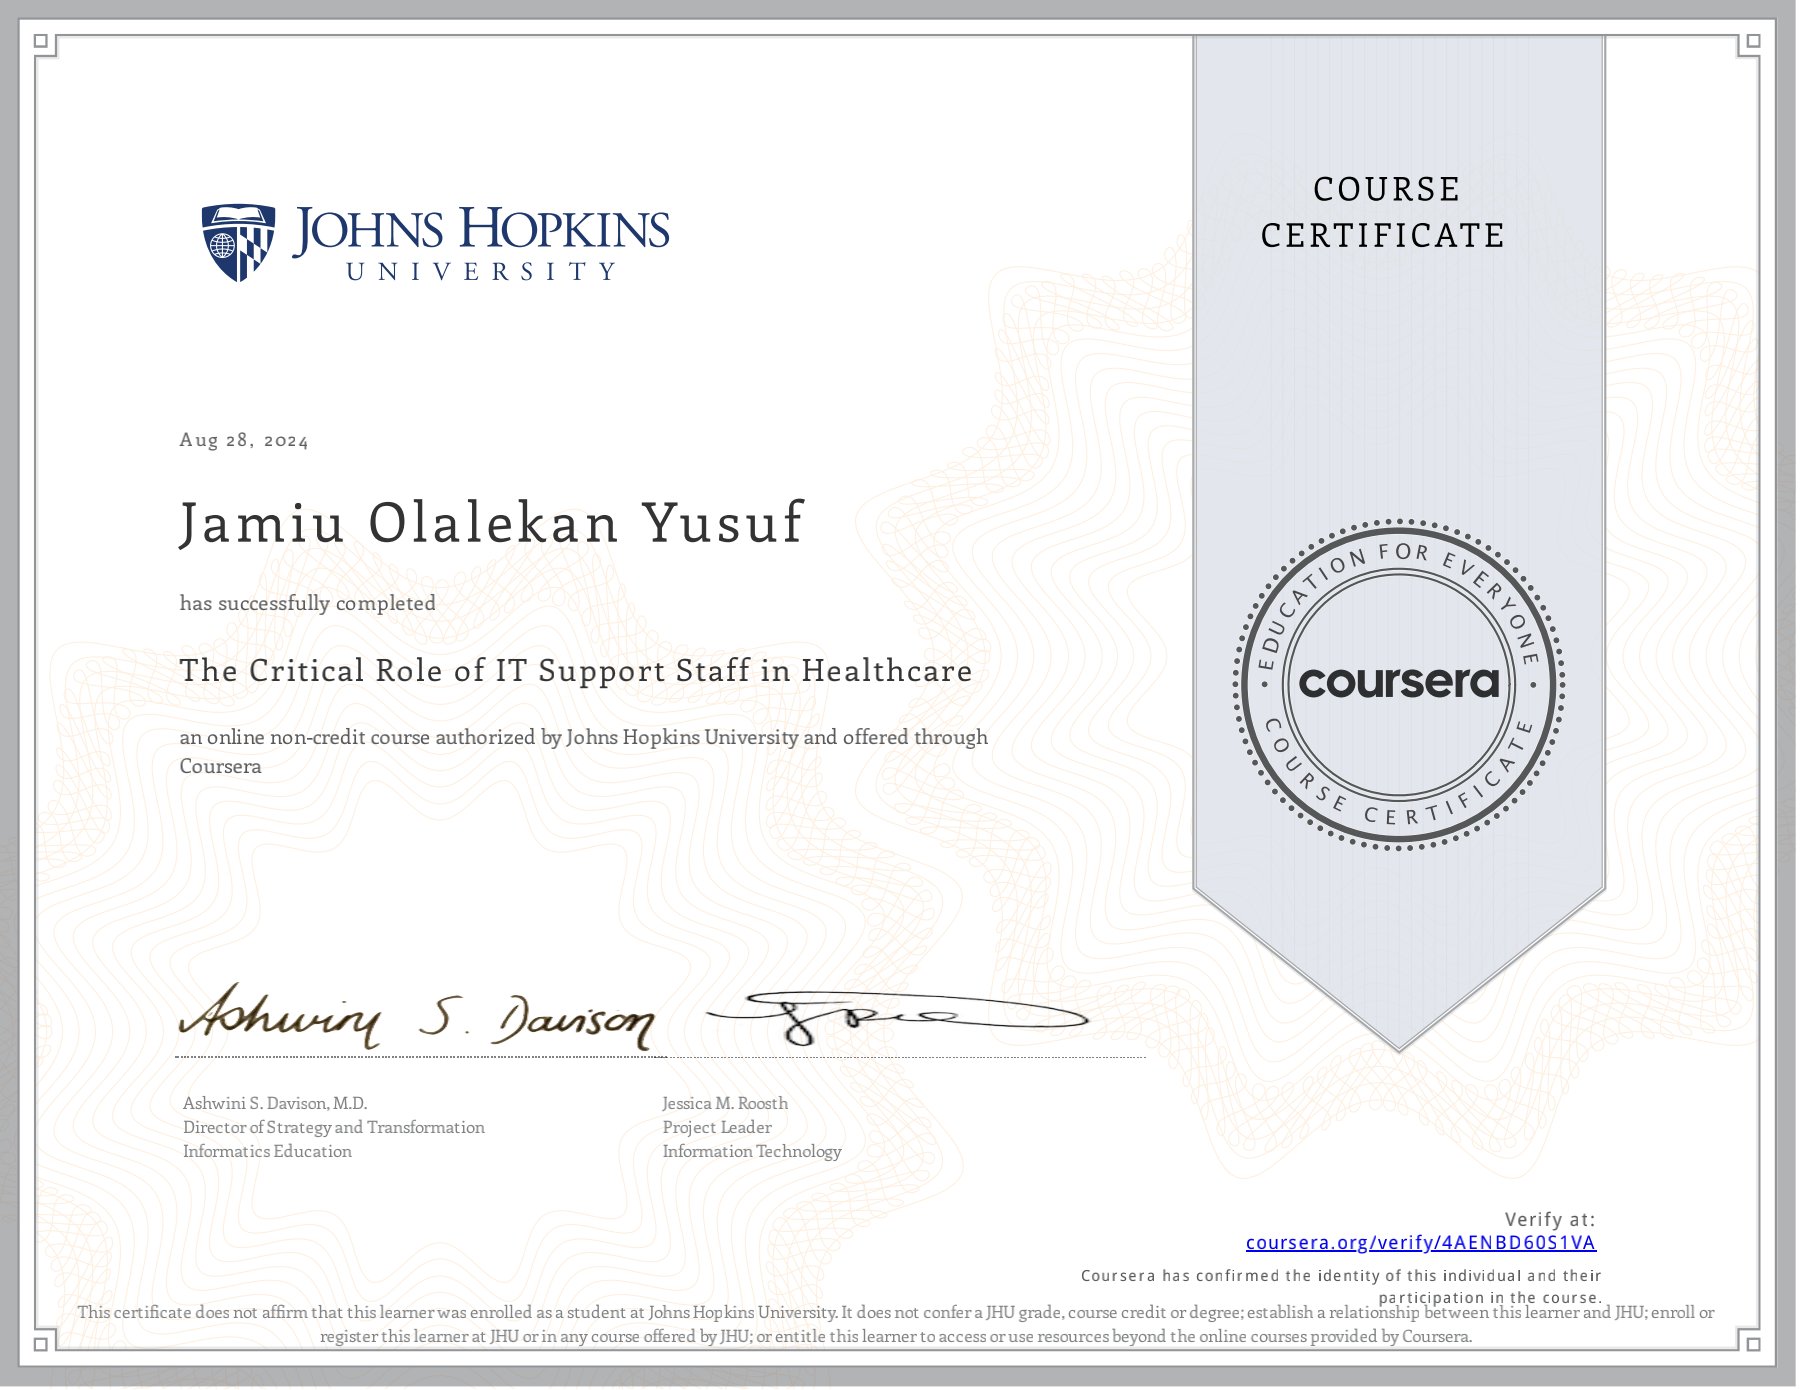 JOHNS HOPKINS
UNIVERSITY
COURSE
CERTIFICATE
Aug 28, 2024
Jamiu Olalekan Yusuf
has successfully completed
The Critical Role of IT Support Staff in Healthcare
an online non-credit course authorized by Johns Hopkins University and offered through
Coursera
EDUCATION FOR EVERYONE
coursera
COURSE CERTIFICATE
Ashwini S. Davison
Ashwini S. Davison, M.D.
Director of Strategy and Transformation
Informatics Education
Jessica M. Roosth
Project Leader
Information Technology
Verify at:
coursera.org/verify/4AENBD60S1VA
Coursera has confirmed the identity of this individual and their
participation in the course.
This certificate does not affirm that this learner was enrolled as a student at Johns Hopkins University. It does not confer a JHU grade, course credit or degree; establish a relationship between this learner and JHU; enroll or
register this learner at JHU or in any course offered by JHU; or entitle this learner to access or use resources beyond the online courses provided by Coursera.